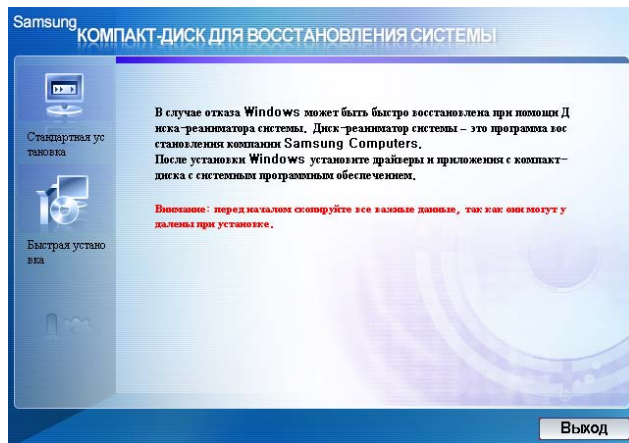 Samsung
КОМПАКТ-ДИСК ДЛЯ ВОССТАНОВЛЕНИЯ СИСТЕМЫ
Стандартная ус
тановка
Быстрая устано
вка
В случае отказа Windows может быть быстро восстановлена при помощи Д
иска-реаниматора системы. Диск-реаниматор системы – это программа вос
становления компании Samsung Computers.
После установки Windows установите драйверы и приложения с компакт-
диска с системным программным обеспечением.
Внимание: перед началом скопируйте все важные данные, так как они могут у
далены при установке.
Выход